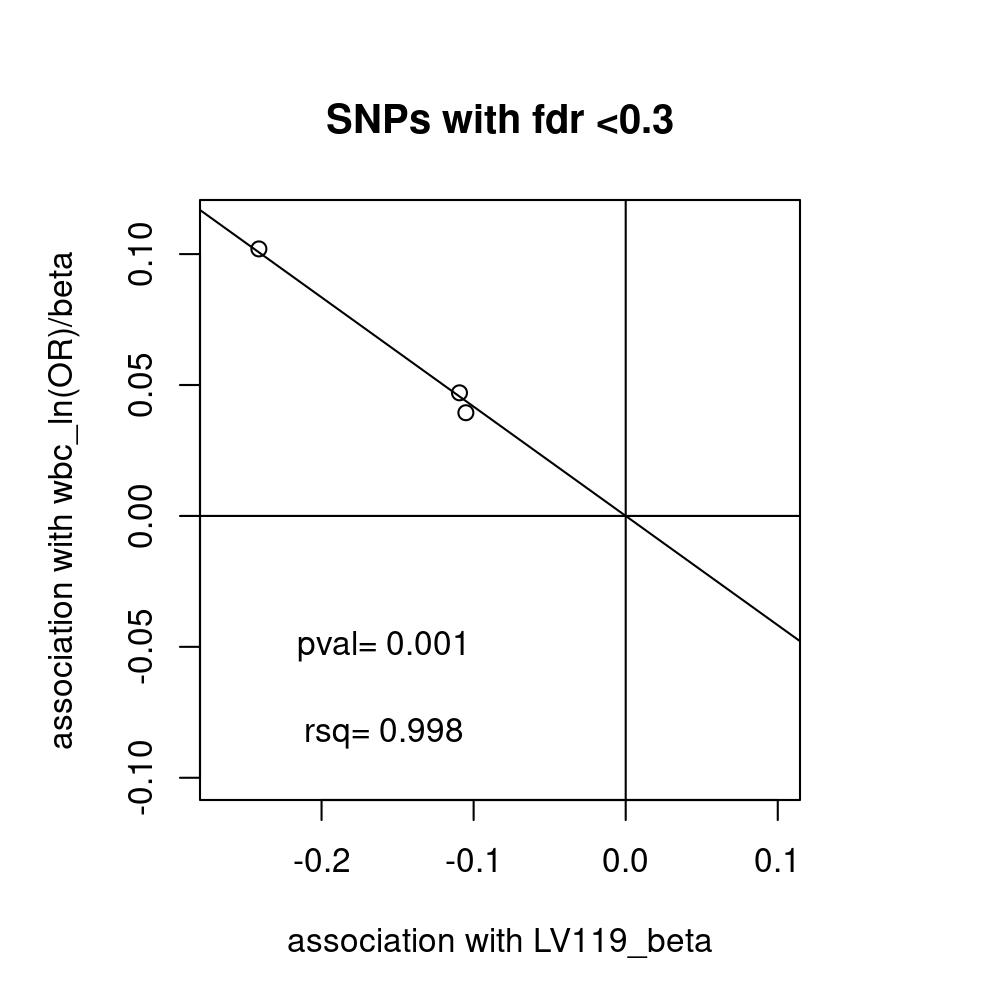 SNPs with fdr <0.3
association with wbc_ln(OR)/beta
0.10
0.05
0.00
-0.05
-0.10
pval= 0.001
rsq= 0.998
-0.2
-0.1
0.0
0.1
association with LV119_beta